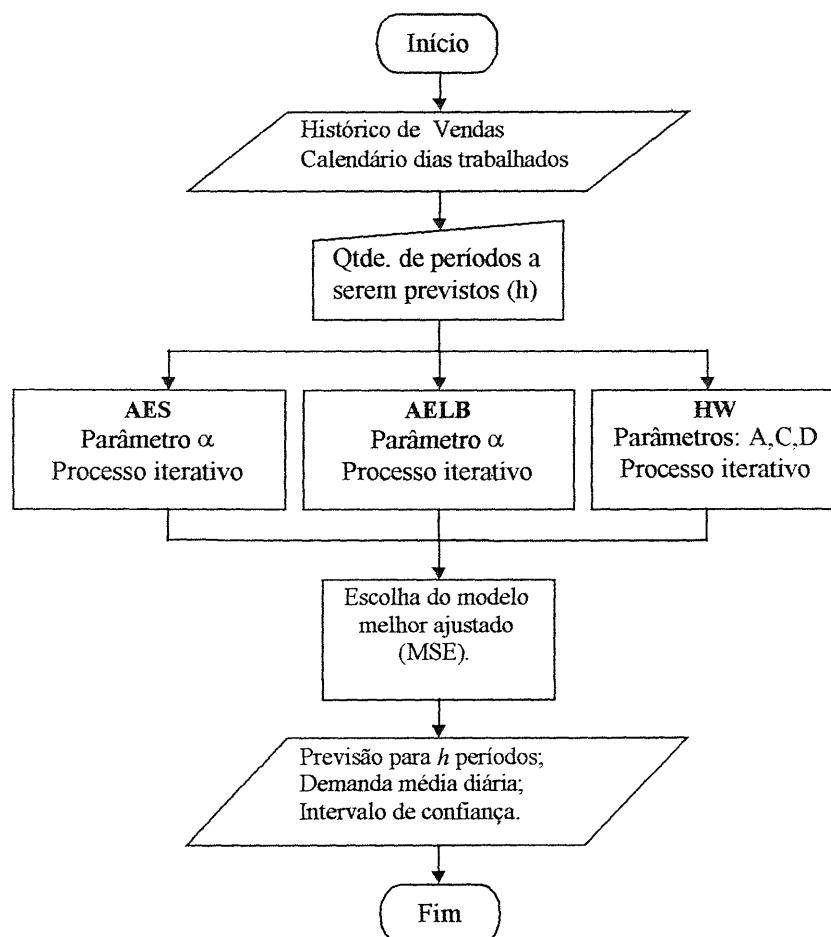 Início
Histórico de Vendas
Calendário dias trabalhados
Qtde. de períodos a
serem previstos (h)
AES
Parâmetro α
Processo iterativo
AELB
Parâmetro α
Processo iterativo
HW
Parâmetros: A,C,D
Processo iterativo
Escolha do modelo
melhor ajustado
(MSE).
Previsão para h períodos;
Demanda média diária;
Intervalo de confiança.
Fim